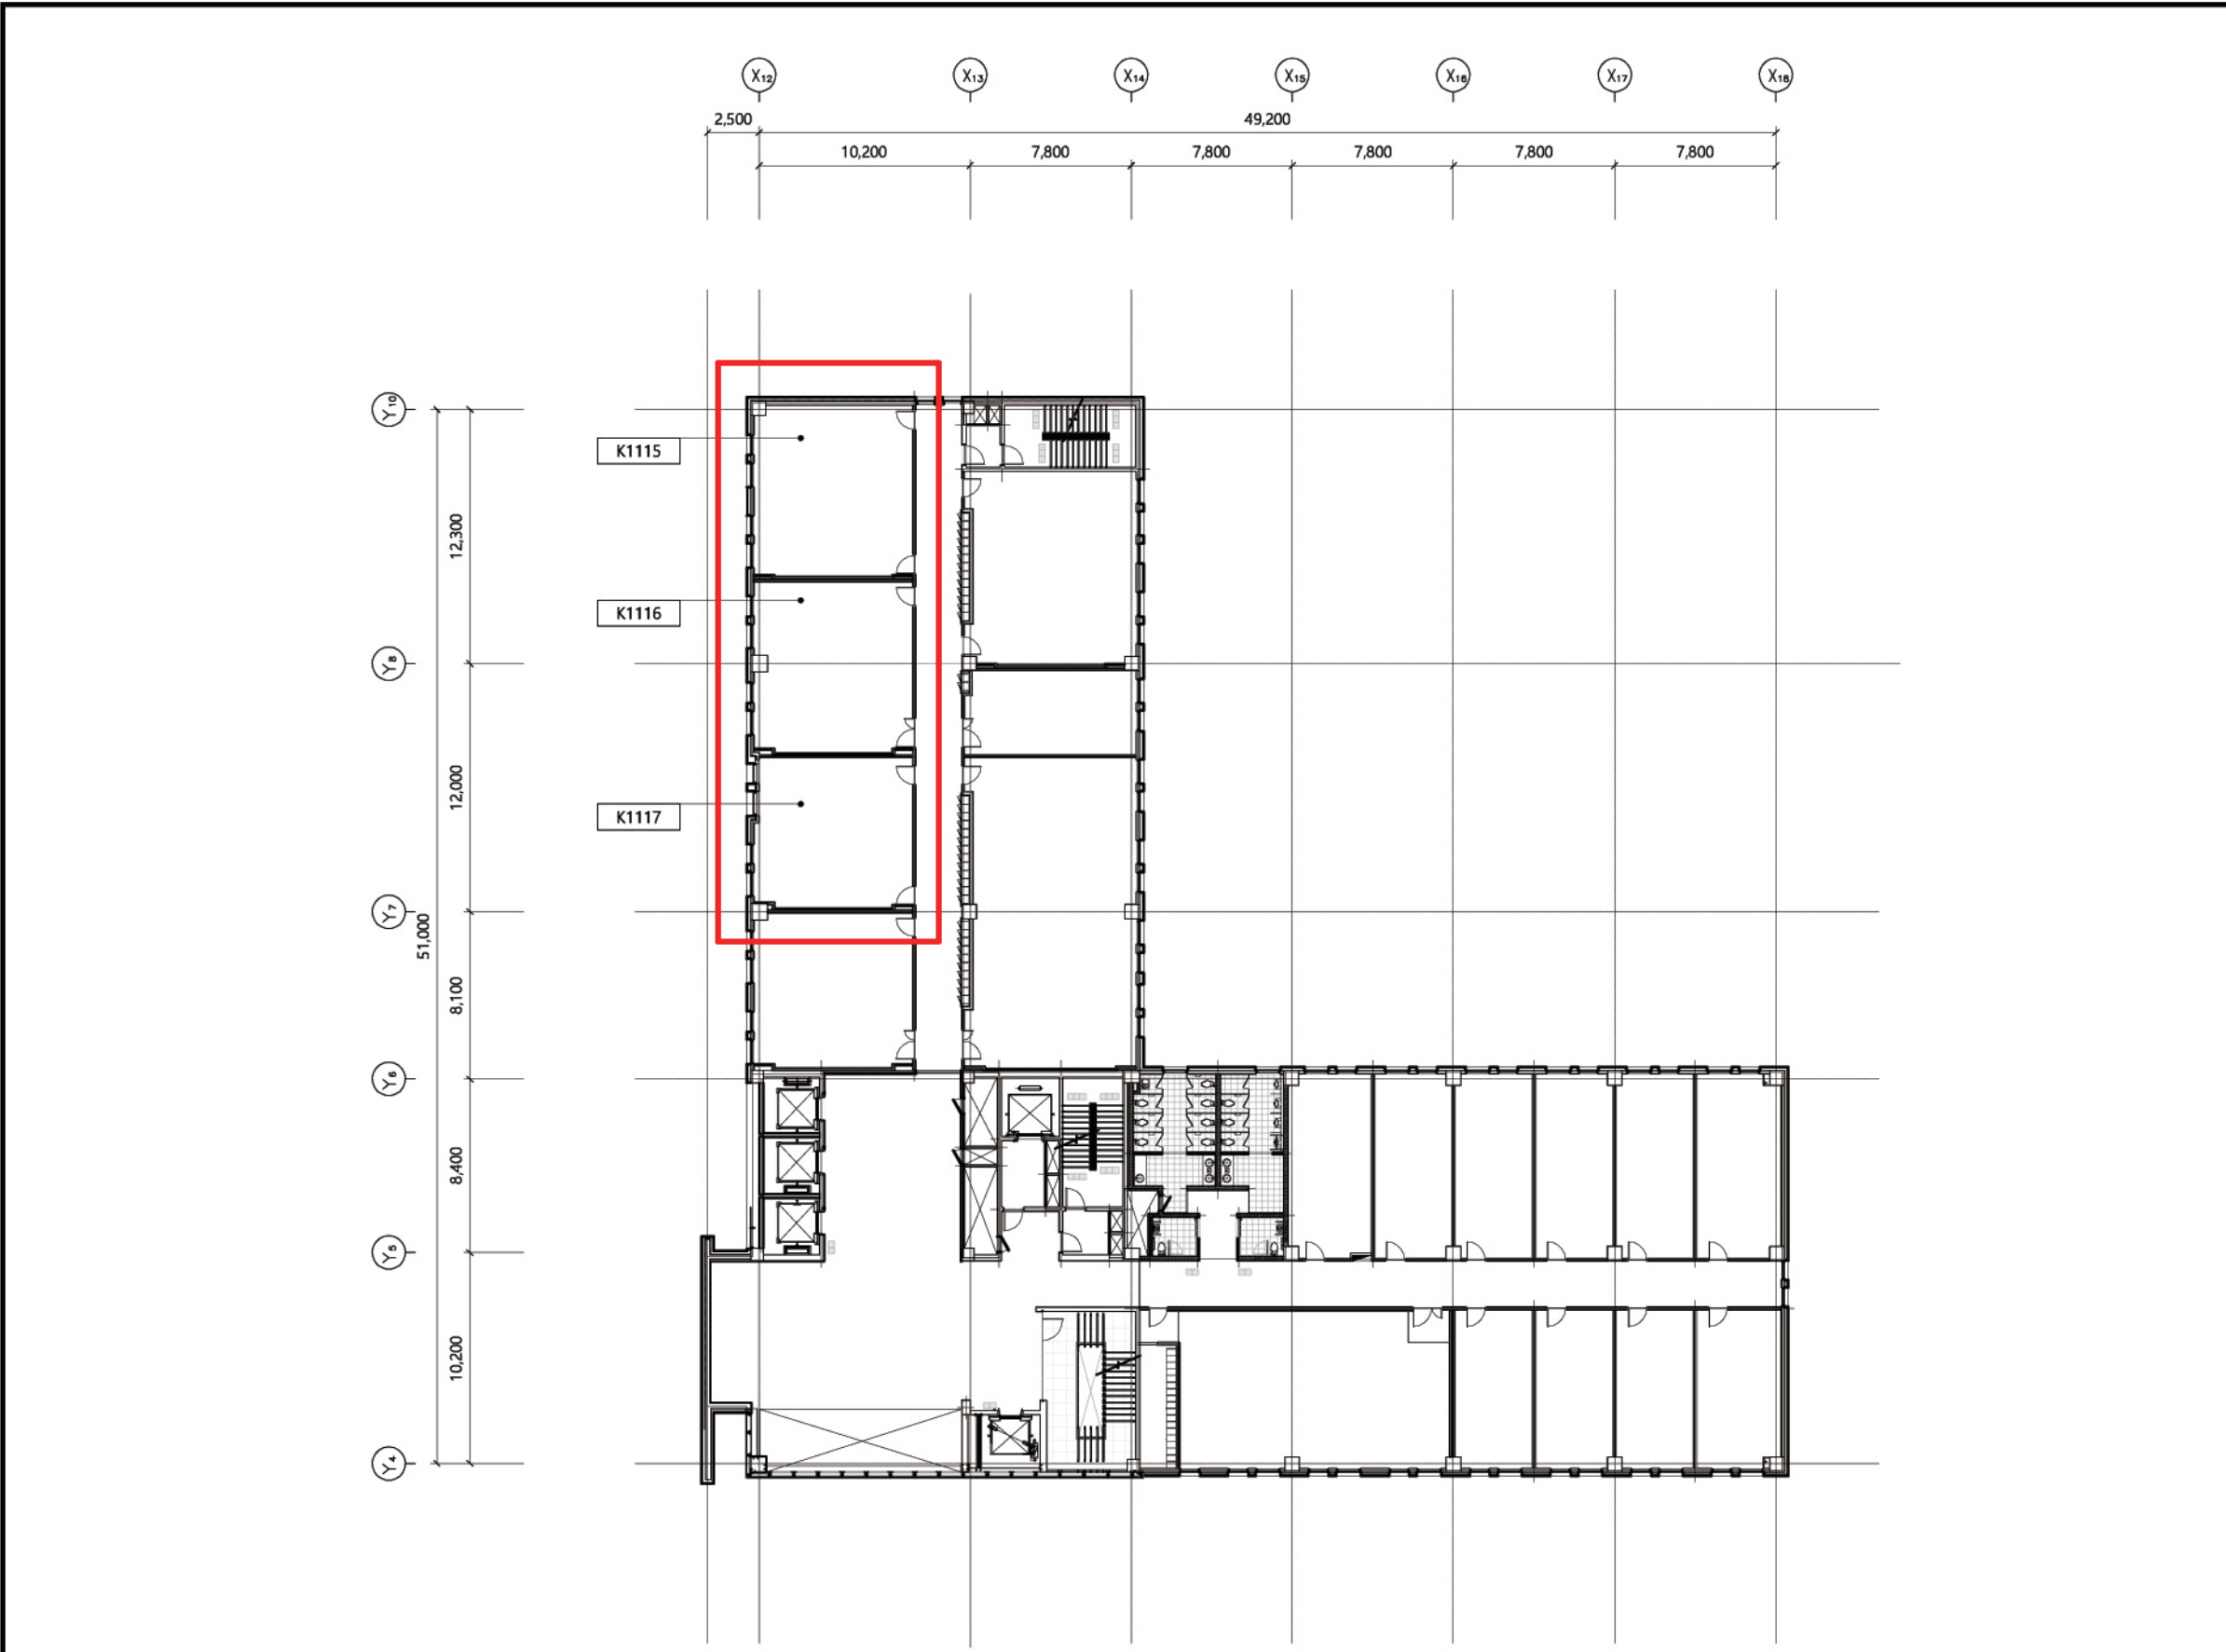 X12 X13 X14 X15 X16 X17 X18
2,500 49,200
10,200 7,800 7,800 7,800 7,800 7,800
Y10
K1115
12,300
K1116
Y8
12,000
K1117
Y7
51,000
8,100
Y6
8,400
Y5
10,200
Y4